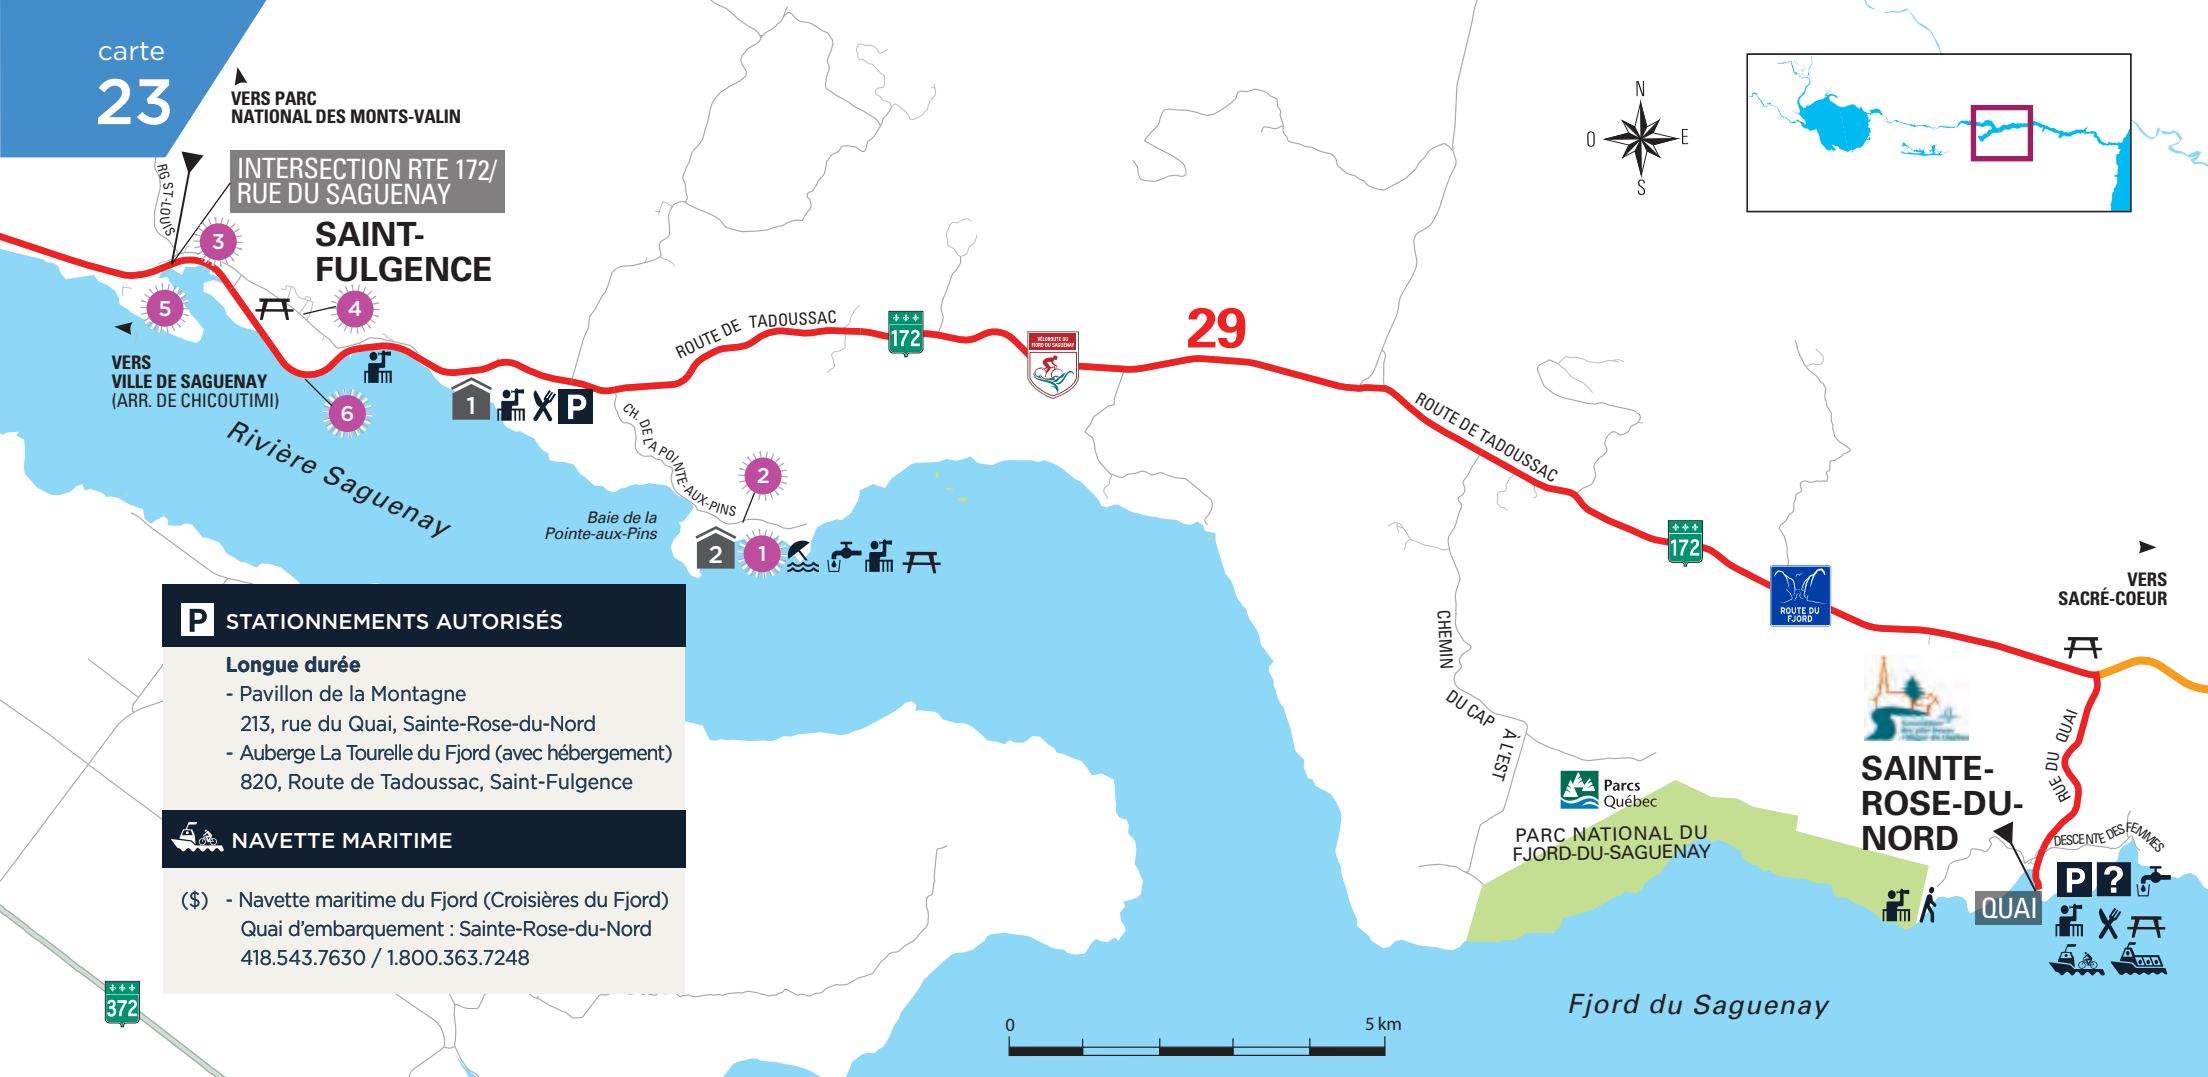 carte
23
VERS PARC
NATIONAL DES MONTS-VALIN
RG ST-LOUIS
INTERSECTION RTE 172/
RUE DU SAGUENAY
3
SAINT-
FULGENCE
5
4
VERS
VILLE DE SAGUENAY
(ARR. DE CHICOUTIMI)
6
Rivière Saguenay
1
P
ROUTE DE TADOUSSAC
172
VÉLOROUTE DU
FJORD DU SAGUENAY
29
N
O
E
S
CH. DE LA POINTE-AUX-PINS
2
Baie de la
Pointe-aux-Pins
2
1
ROUTE DE TADOUSSAC
172
ROUTE DU
FJORD
VERS
SACRÉ-COEUR
CHEMIN
DU CAP
À L'EST
Parcs
Québec
PARC NATIONAL DU
FJORD-DU-SAGUENAY
SAINTE-
ROSE-DU-
NORD
RUE DU QUAI
DESCENTE DES FEMMES
QUAI
P
?
Fjord du Saguenay
P STATIONNEMENTS AUTORISÉS
Longue durée
- Pavillon de la Montagne
213, rue du Quai, Sainte-Rose-du-Nord
- Auberge La Tourelle du Fjord (avec hébergement)
820, Route de Tadoussac, Saint-Fulgence
NAVETTE MARITIME
($) - Navette maritime du Fjord (Croisières du Fjord)
Quai d'embarquement : Sainte-Rose-du-Nord
418.543.7630 / 1.800.363.7248
372
0
5 km